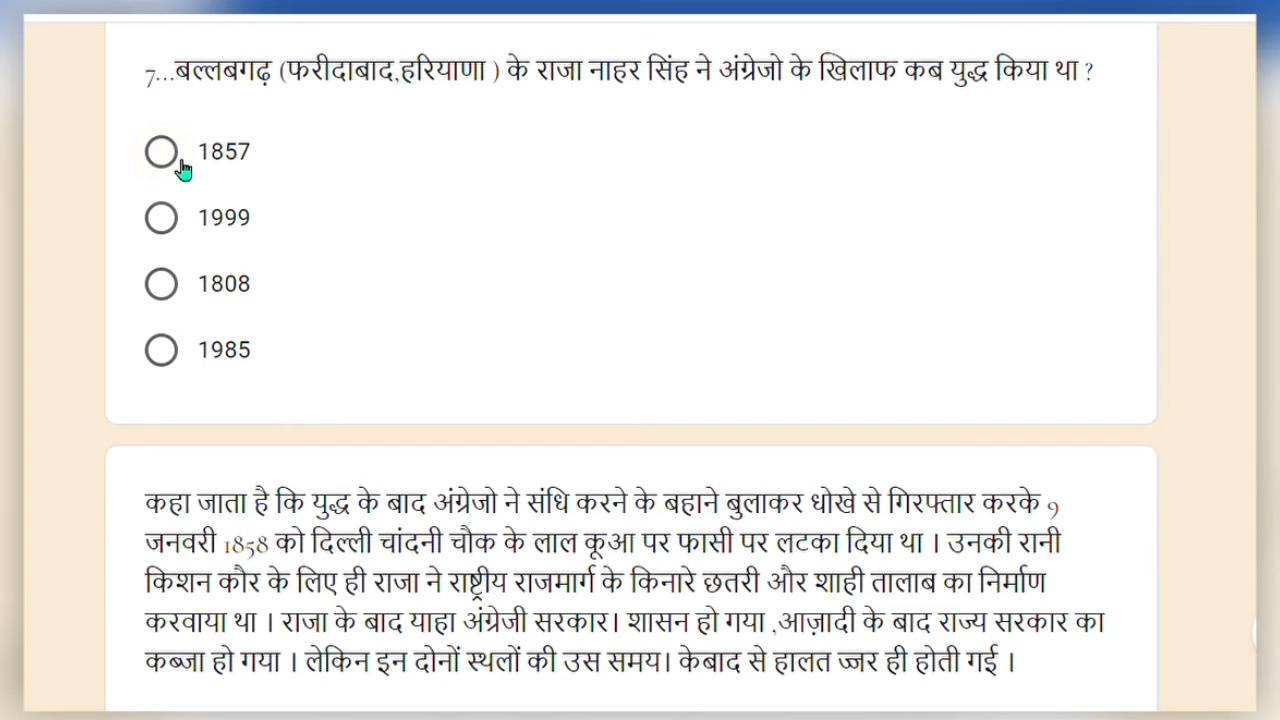 7...बल्लबगढ़ (फरीदाबाद,हरियाणा ) के राजा नाहर सिंह ने अंग्रेजो के खिलाफ कब युद्ध किया था ?
1857
1999
1808
1985
कहा जाता है कि युद्ध के बाद अंग्रेजो ने संधि करने के बहाने बुलाकर धोखे से गिरफ्तार करके 9
जनवरी 1858 को दिल्ली चांदनी चौक के लाल कूआ पर फासी पर लटका दिया था । उनकी रानी
किशन कौर के लिए ही राजा ने राष्ट्रीय राजमार्ग के किनारे छतरी और शाही तालाब का निर्माण
करवाया था । राजा के बाद याहा अंग्रेजी सरकार। शासन हो गया ,आज़ादी के बाद राज्य सरकार का
कब्जा हो गया । लेकिन इन दोनों स्थलों की उस समय। केबाद से हालत ज्जर ही होती गई ।